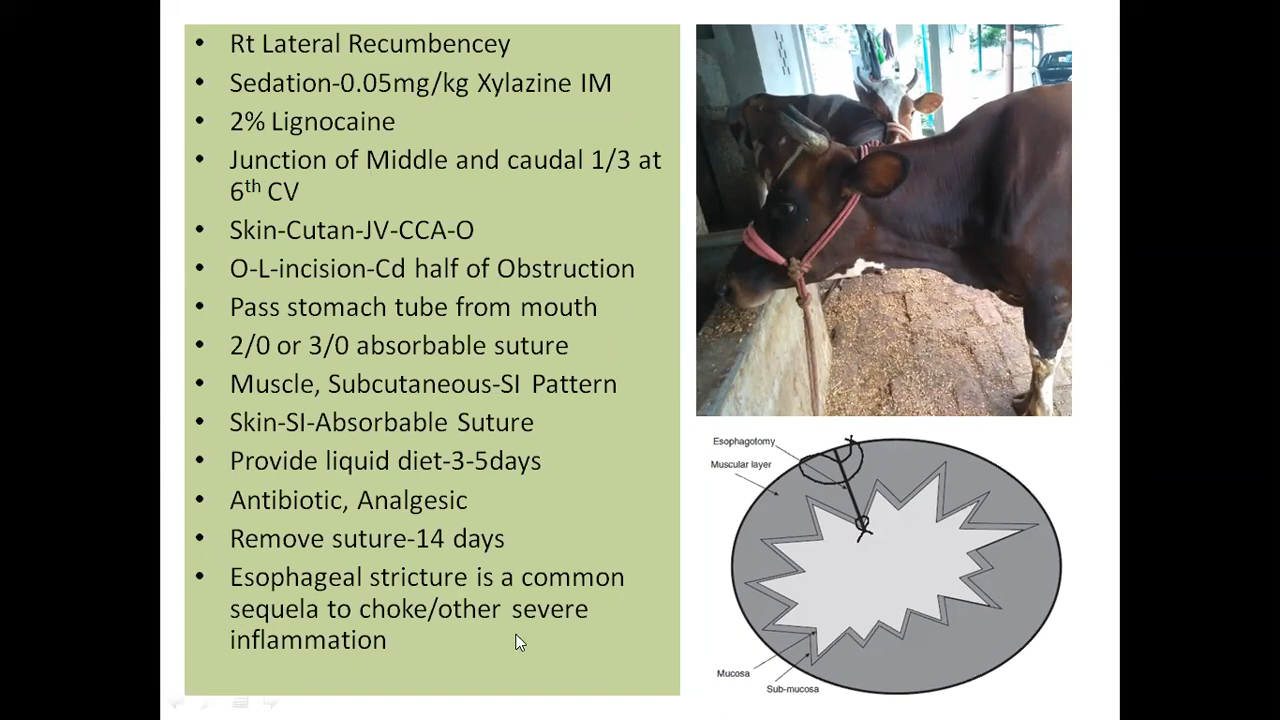 • Rt Lateral Recumbencey
• Sedation-0.05mg/kg Xylazine IM
• 2% Lignocaine
• Junction of Middle and caudal 1/3 at
6th CV
• Skin-Cutan-JV-CCA-O
• O-L-incision-Cd half of Obstruction
• Pass stomach tube from mouth
• 2/0 or 3/0 absorbable suture
• Muscle, Subcutaneous-SI Pattern
• Skin-SI-Absorbable Suture
• Provide liquid diet-3-5days
• Antibiotic, Analgesic
• Remove suture-14 days
• Esophageal stricture is a common
sequela to choke/other severe
inflammation
Esophagotomy
Muscular layer
Mucosa
Sub-mucosa